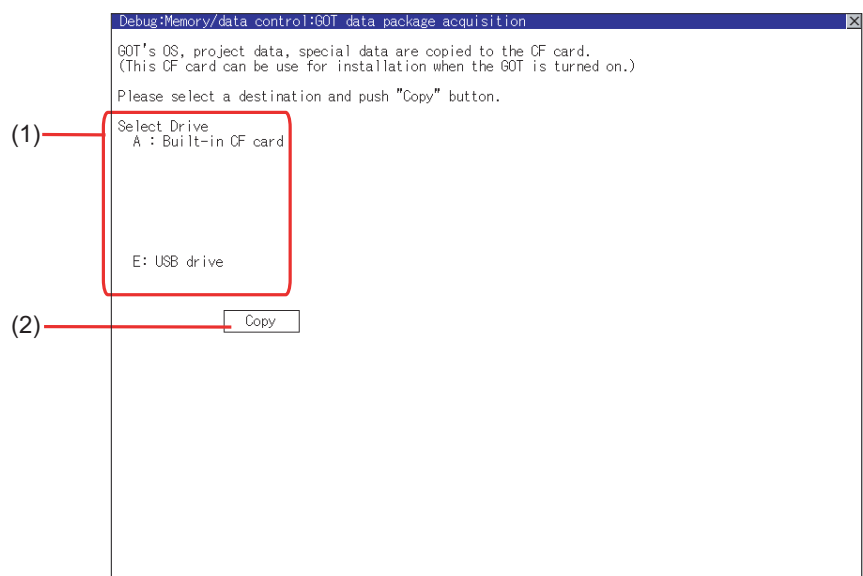 Debug:Memory/data control:GOT data package acquisition
GOT's OS, project data, special data are copied to the CF card.
(This CF card can be use for installation when the GOT is turned on.)
Please select a destination and push "Copy" button.
(1)
Select Drive
A : Built-in CF card
E: USB drive
(2)
Copy